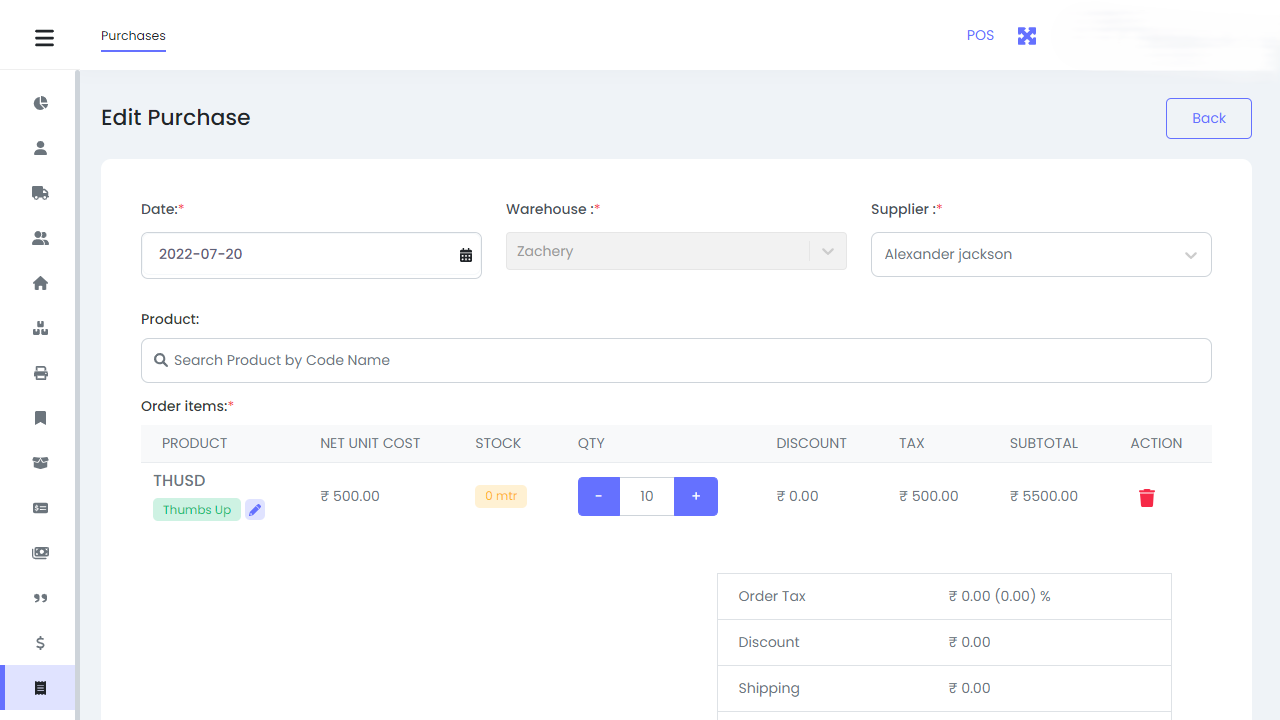 Purchases
POS
Edit Purchase
Back
Date:*
Warehouse :*
Supplier :*
2022-07-20
Zachery
Alexander jackson
Product:
Search Product by Code Name
Order items:*
PRODUCT NET UNIT COST STOCK QTY DISCOUNT TAX SUBTOTAL ACTION
THUSD
Thumbs Up
₹ 500.00
0 mtr
- 10 +
₹ 0.00
₹ 500.00
₹ 5500.00
Order Tax ₹ 0.00 (0.00) %
Discount ₹ 0.00
Shipping ₹ 0.00